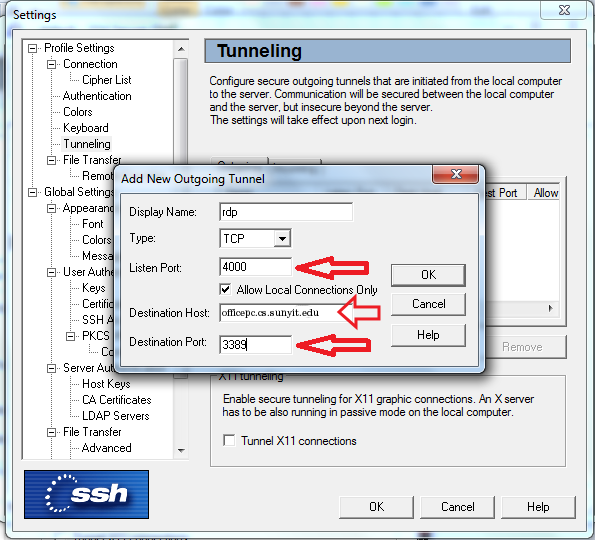 Settings
Profile Settings
Connection
Cipher List
Authentication
Colors
Keyboard
Tunneling
File Transfer
Remot
Global Settings
Appearance
Font
Colors
Messa
User Authe
Keys
Certific
SSH A
PKCS
Co
Server Authe
Host Keys
CA Certificates
LDAP Servers
File Transfer
Advanced
Tunneling
Configure secure outgoing tunnels that are initiated from the local computer
to the server. Communication will be secured between the local computer
and the server, but insecure beyond the server.
The settings will take effect upon next login.
est Port Allow
Remove
Add New Outgoing Tunnel
Display Name: rdp
Type: TCP
Listen Port: 4000
Allow Local Connections Only
Destination Host: officepc.cs.sunyit.edu
Destination Port: 3389
OK
Cancel
Help
X11 tunneling
Enable secure tunneling for X11 graphic connections. An X server
has to be also running in passive mode on the local computer.
Tunnel X11 connections
ssh
OK Cancel Help